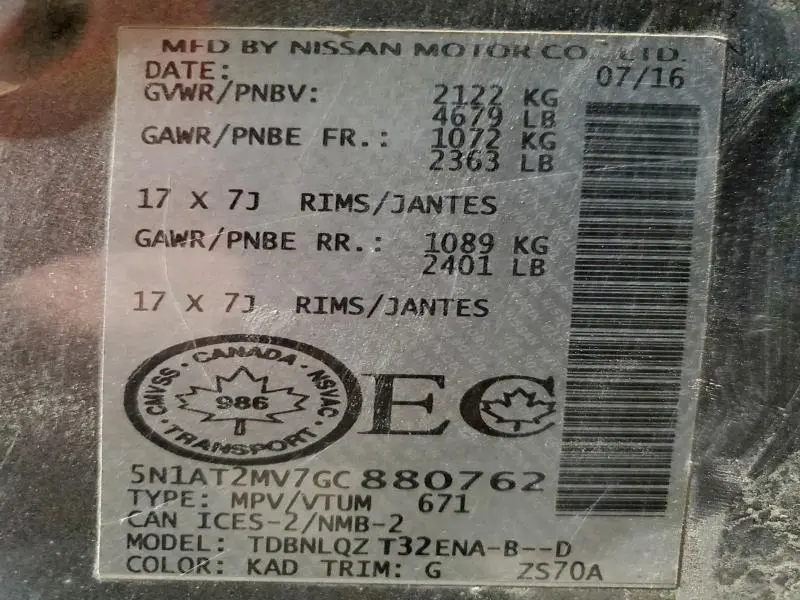 MFD BY NISSAN MOTOR CO., LTD.
DATE: 07/16
GVWR/PNBV: 2122 KG
4679 LB
GAWR/PNBE FR.: 1072 KG
2363 LB
17 X 7J RIMS/JANTES
GAWR/PNBE RR.: 1089 KG
2401 LB
17 X 7J RIMS/JANTES
CANADA
CMVSS 986 NSVAC
TRANSPORT
EC
5N1AT2MV7GC880762
TYPE: MPV/VTUM 671
CAN ICES-2/NMB-2
MODEL: TDBNLQZ T32ENA-B--D
COLOR: KAD TRIM: G ZS70A